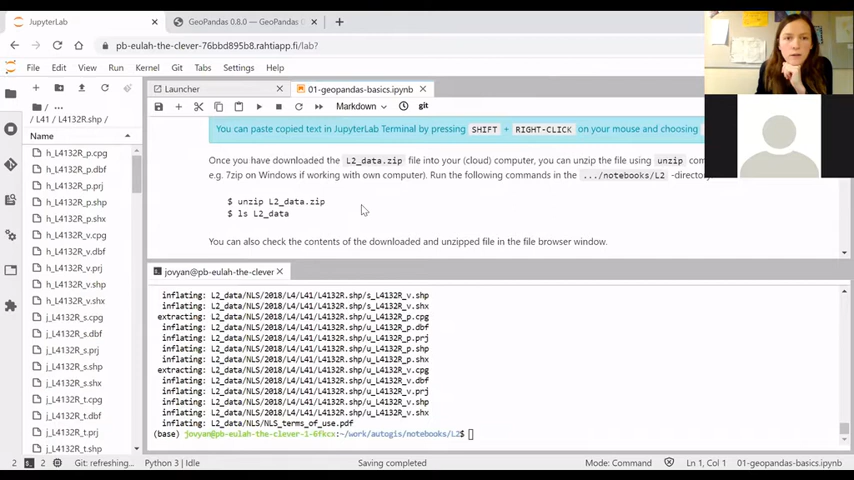 JupyterLab
GeoPandas 0.8.0 — GeoPandas
pb-eulah-the-clever-76bbd895b8.rahtiapp.fi/lab?
File Edit View Run Kernel Git Tabs Settings Help
Launcher
01-geopandas-basics.ipynb
Markdown
git
/ L41 / L4132R.shp /
Name
h_L4132R_p.cpg
h_L4132R_p.dbf
h_L4132R_p.prj
h_L4132R_p.shp
h_L4132R_p.shx
h_L4132R_v.cpg
h_L4132R_v.dbf
h_L4132R_v.prj
h_L4132R_v.shp
h_L4132R_v.shx
j_L4132R_s.cpg
j_L4132R_s.dbf
j_L4132R_s.prj
j_L4132R_s.shp
j_L4132R_s.shx
j_L4132R_t.cpg
j_L4132R_t.dbf
j_L4132R_t.prj
j_L4132R_t.shp
You can paste copied text in JupyterLab Terminal by pressing SHIFT + RIGHT-CLICK on your mouse and choosing
Once you have downloaded the L2_data.zip file into your (cloud) computer, you can unzip the file using unzip com
e.g. 7zip on Windows if working with own computer). Run the following commands in the .../notebooks/L2 -directory
$ unzip L2_data.zip
$ ls L2_data
You can also check the contents of the downloaded and unzipped file in the file browser window.
jovyan@pb-eulah-the-clever
inflating: L2_data/NLS/2018/L4/L41/L4132R.shp/s_L4132R_v.shp
inflating: L2_data/NLS/2018/L4/L41/L4132R.shp/s_L4132R_v.shx
extracting: L2_data/NLS/2018/L4/L41/L4132R.shp/u_L4132R_p.cpg
inflating: L2_data/NLS/2018/L4/L41/L4132R.shp/u_L4132R_p.dbf
inflating: L2_data/NLS/2018/L4/L41/L4132R.shp/u_L4132R_p.prj
inflating: L2_data/NLS/2018/L4/L41/L4132R.shp/u_L4132R_p.shp
inflating: L2_data/NLS/2018/L4/L41/L4132R.shp/u_L4132R_p.shx
extracting: L2_data/NLS/2018/L4/L41/L4132R.shp/u_L4132R_v.cpg
inflating: L2_data/NLS/2018/L4/L41/L4132R.shp/u_L4132R_v.dbf
inflating: L2_data/NLS/2018/L4/L41/L4132R.shp/u_L4132R_v.prj
inflating: L2_data/NLS/2018/L4/L41/L4132R.shp/u_L4132R_v.shp
inflating: L2_data/NLS/2018/L4/L41/L4132R.shp/u_L4132R_v.shx
inflating: L2_data/NLS/NLS_terms_of_use.pdf
(base) jovyan@pb-eulah-the-clever-1-6fkcx:~/work/autogis/notebooks/L2$
2 2 Git: refreshing... Python 3 | Idle Saving completed Mode: Command Ln 1, Col 1 01-geopandas-basics.ipynb